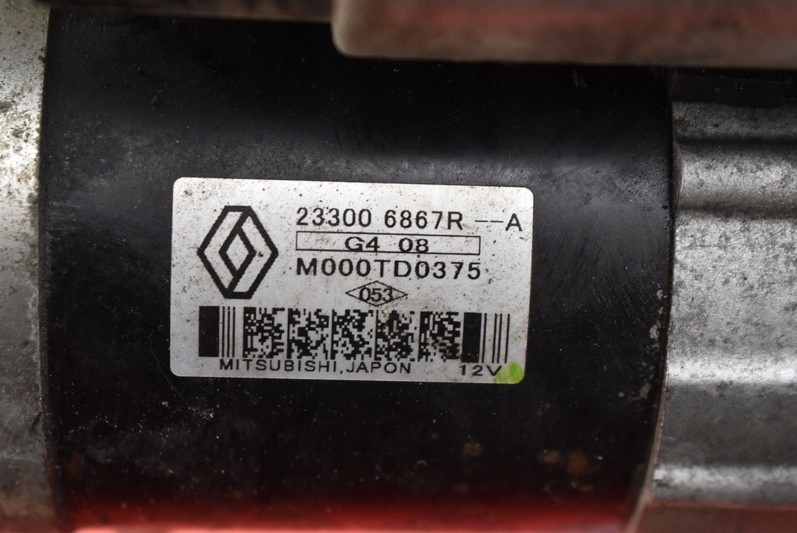 23300 6867R --A
G4 08
M000TD0375
053
MITSUBISHI,JAPON 12V